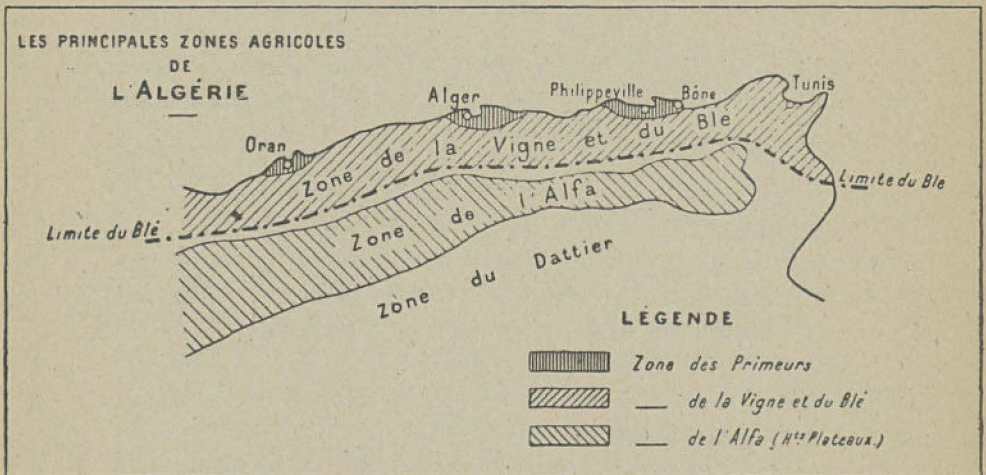 LES PRINCIPALES ZONES AGRICOLES
DE
L'ALGÉRIE
Oran
Alger
Philippeville
Bône
Tunis
Zone de la Vigne et du Blé
Limite du Blé
Limite du Ble
Zone de l'Alfa
Zone du Dattier
LÉGENDE
Zone des Primeurs
— de la Vigne et du Blé
— de l'Alfa (Hts Plateaux.)